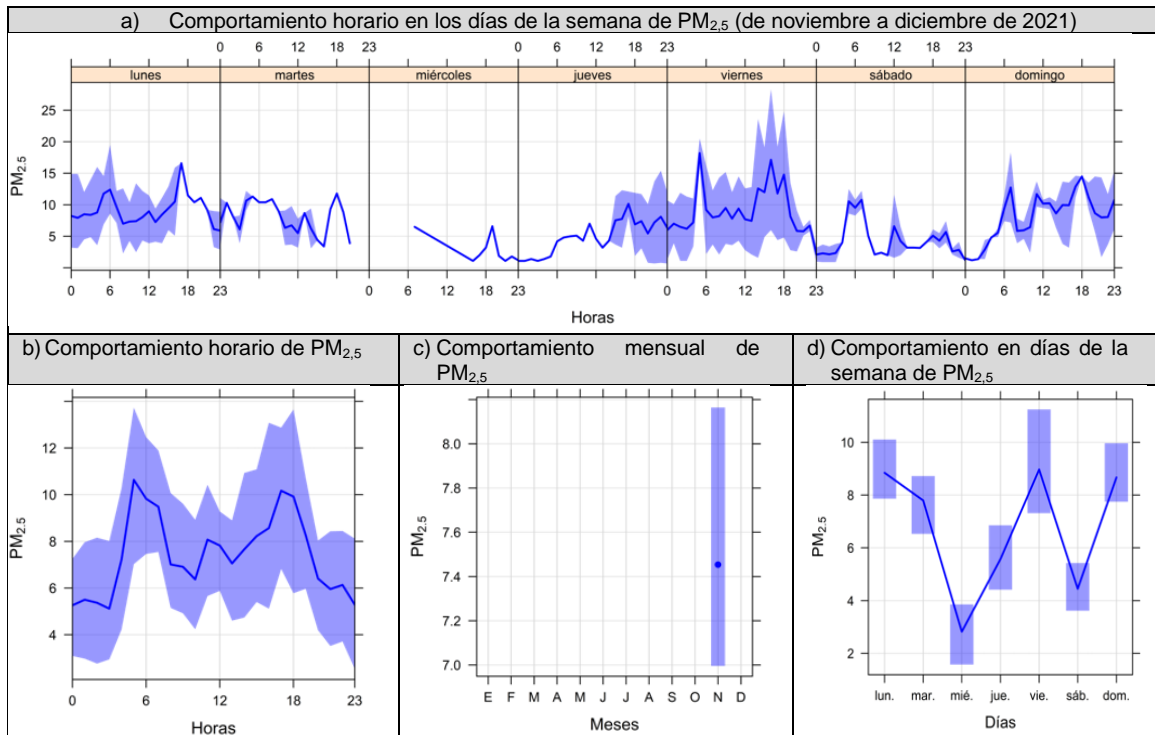 a) Comportamiento horario en los días de la semana de PM2,5 (de noviembre a diciembre de 2021)
0 6 12 18 23 0 6 12 18 23 0 6 12 18 23
lunes martes miércoles jueves viernes sábado domingo
25
20
15
10
5
PM2.5
0 6 12 18 23 0 6 12 18 23 0 6 12 18 23 0 6 12 18 23
Horas
b) Comportamiento horario de PM2,5
12
10
8
6
4
PM2.5
0 6 12 18 23
Horas
c) Comportamiento mensual de
PM2,5
8.0
7.8
7.6
7.4
7.2
7.0
PM2.5
E F M A M J J A S O N D
Meses
d) Comportamiento en días de la
semana de PM2,5
10
8
6
4
2
PM2.5
lun. mar. mié. jue. vie. sáb. dom.
Días